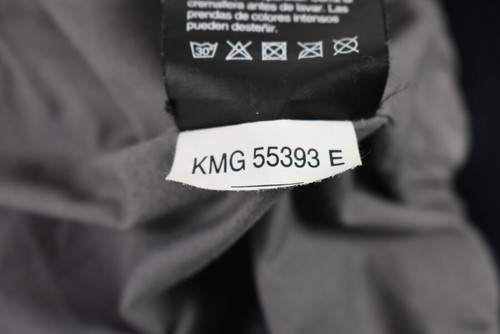 cremallera antes de lavar. Las
prendas de colores intensos
pueden desteñir.
30°
KMG 55393 E